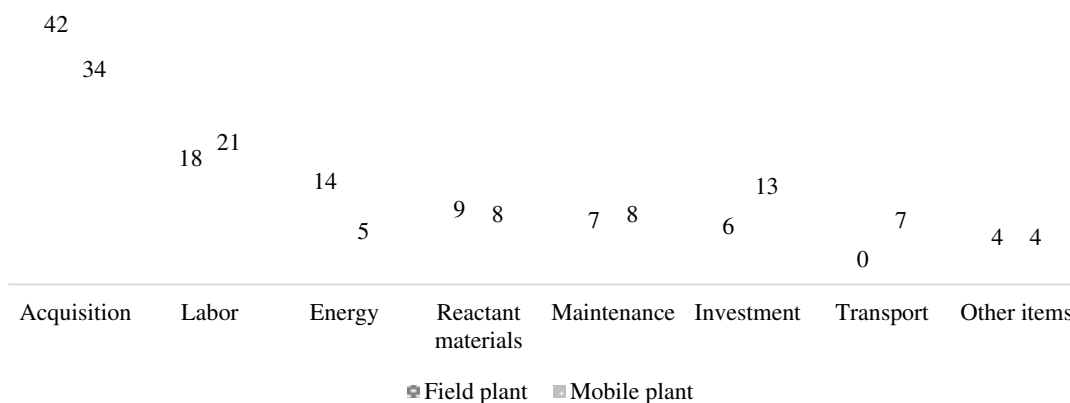 42
34
18
21
14
5
9
8
7
8
6
13
0
7
4
4
Acquisition
Labor
Energy
Reactant
materials
Maintenance
Investment
Transport
Other items
Field plant
Mobile plant